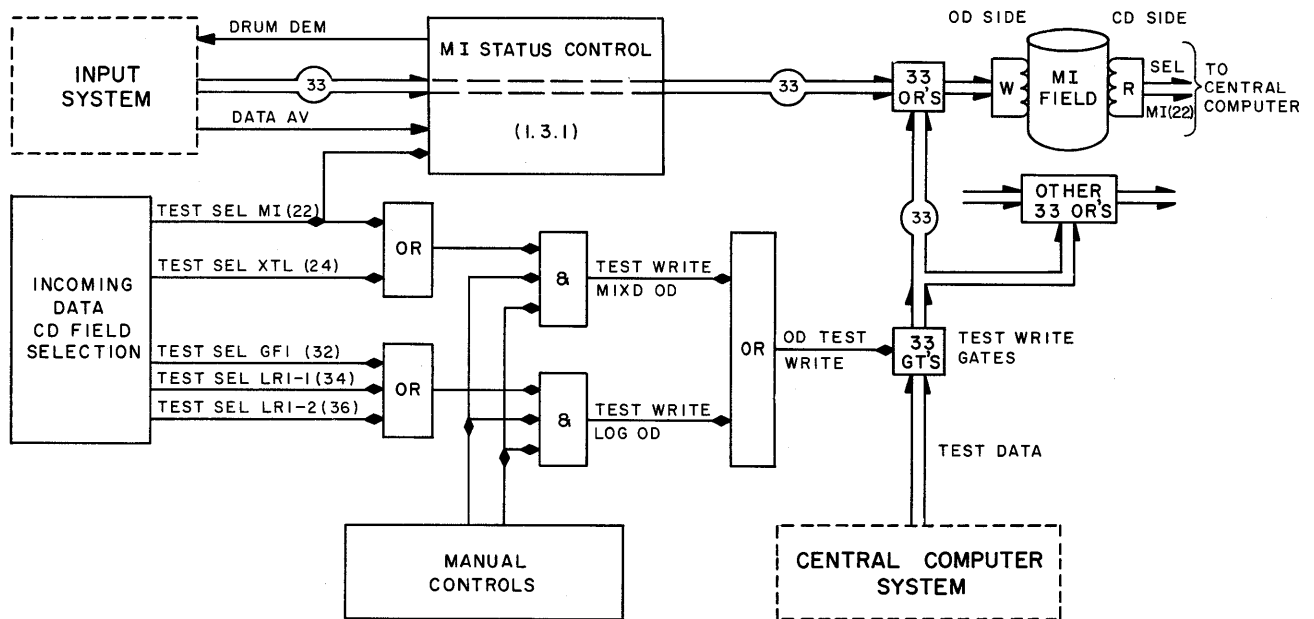 OD SIDE
CD SIDE
DRUM DEM
INPUT
SYSTEM
33
DATA AV
MI STATUS CONTROL
(1.3.1)
33
33
OR'S
W
MI
FIELD
R
SEL
MI(22)
TO
CENTRAL
COMPUTER
OTHER
33 OR'S
33
INCOMING
DATA
CD FIELD
SELECTION
TEST SEL MI (22)
TEST SEL XTL (24)
TEST SEL GFI (32)
TEST SEL LRI-1 (34)
TEST SEL LRI-2 (36)
OR
OR
&
&
TEST WRITE
MIXD OD
TEST WRITE
LOG OD
OR
OD TEST
WRITE
33
GT'S
TEST WRITE
GATES
TEST DATA
MANUAL
CONTROLS
CENTRAL COMPUTER
SYSTEM